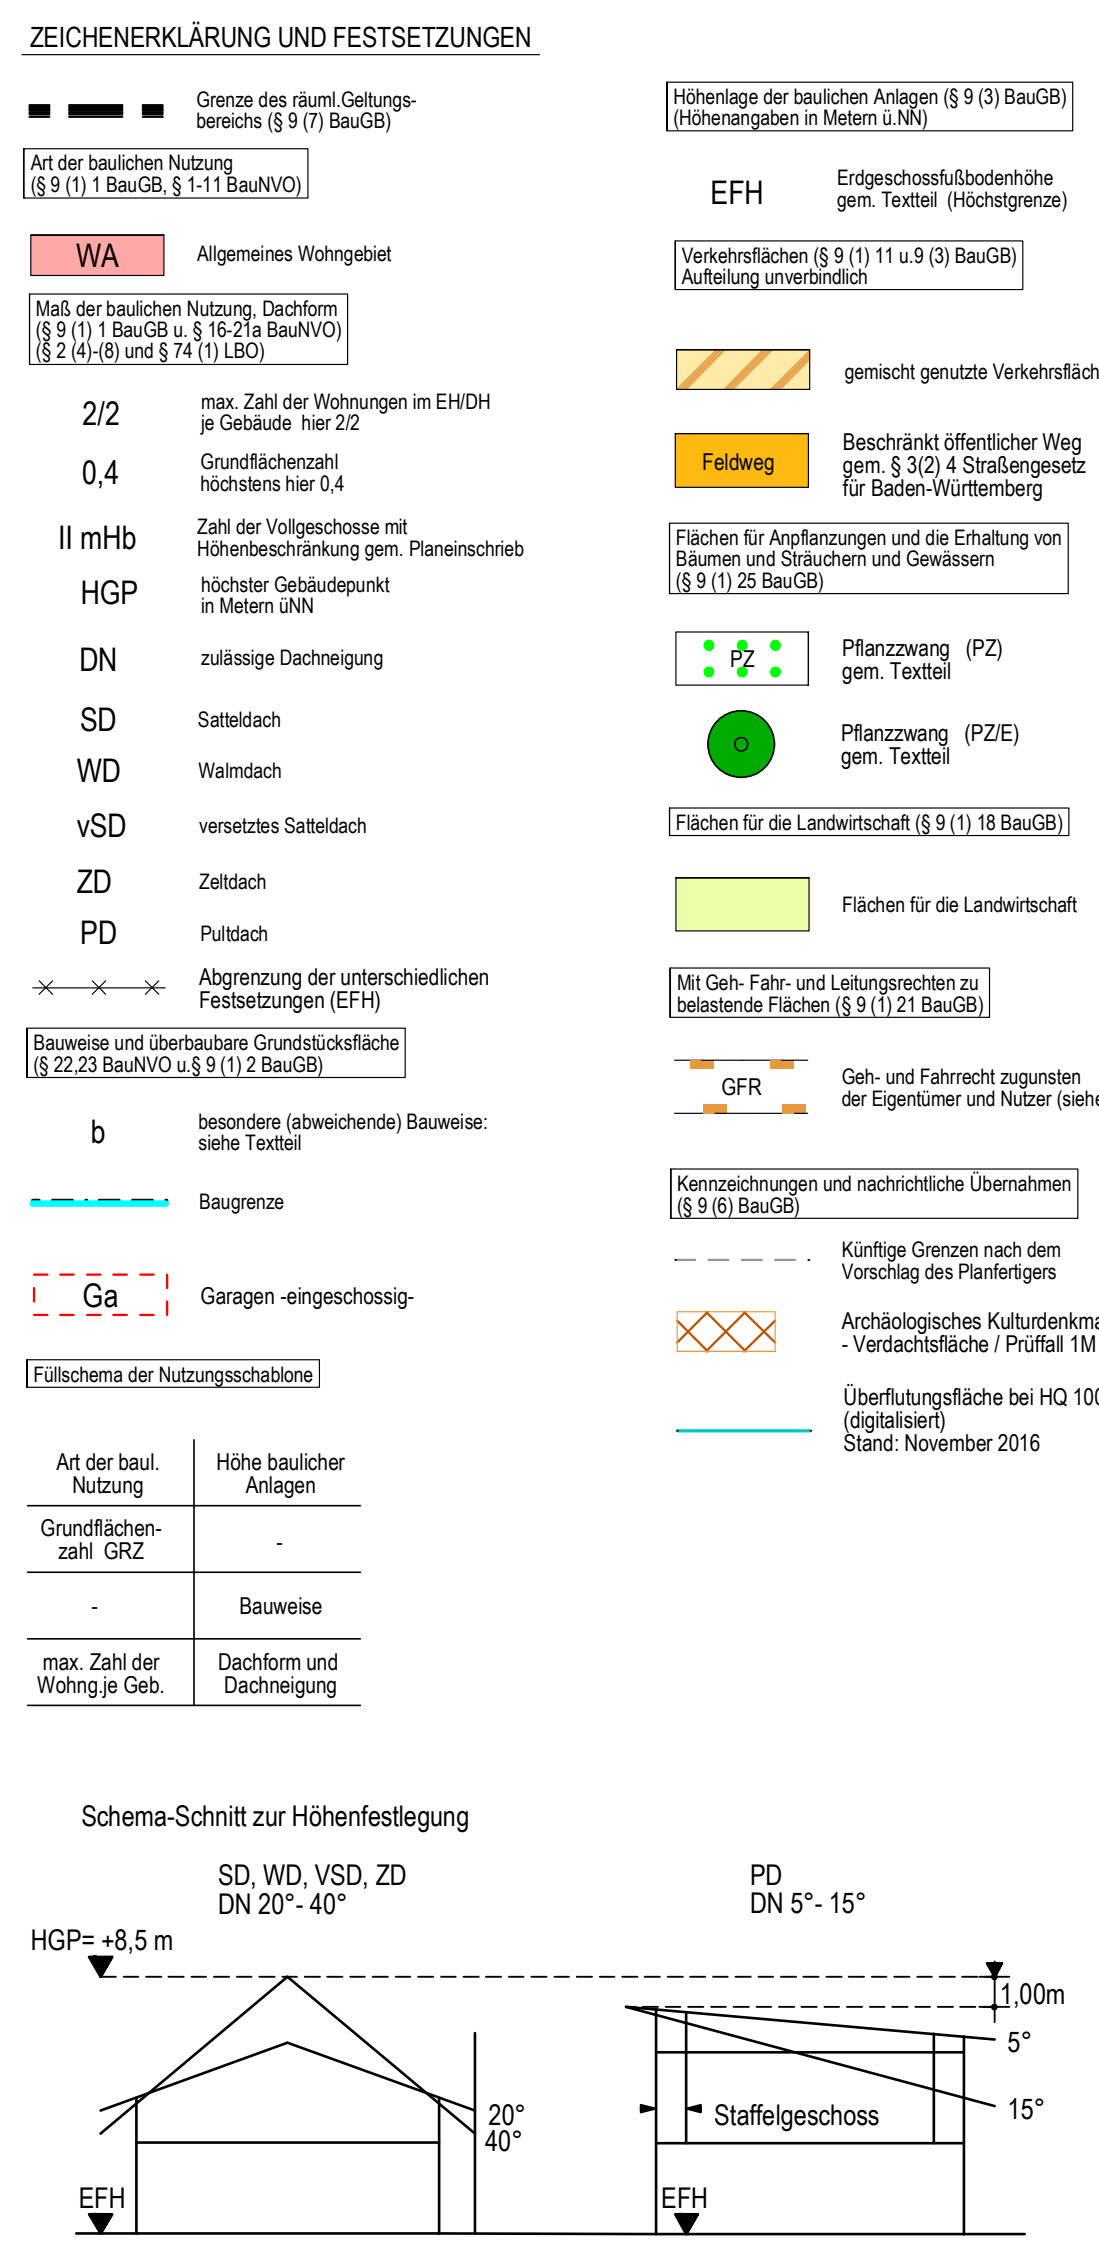 ZEICHENERKLÄRUNG UND FESTSETZUNGEN
Grenze des räuml.Geltungs-
bereichs (§ 9 (7) BauGB)
Art der baulichen Nutzung
(§ 9 (1) 1 BauGB, § 1-11 BauNVO)
WA
Allgemeines Wohngebiet
Maß der baulichen Nutzung, Dachform
(§ 9 (1) 1 BauGB u. § 16-21a BauNVO)
(§ 2 (4)-(8) und § 74 (1) LBO)
2/2
max. Zahl der Wohnungen im EH/DH
je Gebäude hier 2/2
0,4
Grundflächenzahl
höchstens hier 0,4
II mHb
Zahl der Vollgeschosse mit
Höhenbeschränkung gem. Planeinschrieb
HGP
höchster Gebäudepunkt
in Metern üNN
DN
zulässige Dachneigung
SD
Satteldach
WD
Walmdach
vSD
versetztes Satteldach
ZD
Zeltdach
PD
Pultdach
Abgrenzung der unterschiedlichen
Festsetzungen (EFH)
Bauweise und überbaubare Grundstücksfläche
(§ 22,23 BauNVO u.§ 9 (1) 2 BauGB)
b
besondere (abweichende) Bauweise:
siehe Textteil
Baugrenze
Ga
Garagen -eingeschossig-
Füllschema der Nutzungsschablone
Art der baul.
Nutzung
Höhe baulicher
Anlagen
Grundflächen-
zahl GRZ
-
-
Bauweise
max. Zahl der
Wohng.je Geb.
Dachform und
Dachneigung
Höhenlage der baulichen Anlagen (§ 9 (3) BauGB)
(Höhenangaben in Metern ü.NN)
EFH
Erdgeschossfußbodenhöhe
gem. Textteil (Höchstgrenze)
Verkehrsflächen (§ 9 (1) 11 u.9 (3) BauGB)
Aufteilung unverbindlich
gemischt genutzte Verkehrsfläch
Feldweg
Beschränkt öffentlicher Weg
gem. § 3(2) 4 Straßengesetz
für Baden-Württemberg
Flächen für Anpflanzungen und die Erhaltung von
Bäumen und Sträuchern und Gewässern
(§ 9 (1) 25 BauGB)
PZ
Pflanzzwang (PZ)
gem. Textteil
Pflanzzwang (PZ/E)
gem. Textteil
Flächen für die Landwirtschaft (§ 9 (1) 18 BauGB)
Flächen für die Landwirtschaft
Mit Geh- Fahr- und Leitungsrechten zu
belastende Flächen (§ 9 (1) 21 BauGB)
GFR
Geh- und Fahrrecht zugunsten
der Eigentümer und Nutzer (siehe
Kennzeichnungen und nachrichtliche Übernahmen
(§ 9 (6) BauGB)
Künftige Grenzen nach dem
Vorschlag des Planfertigers
Archäologisches Kulturdenkma
- Verdachtsfläche / Prüffall 1M
Überflutungsfläche bei HQ 100
(digitalisiert)
Stand: November 2016
Schema-Schnitt zur Höhenfestlegung
SD, WD, VSD, ZD
DN 20°- 40°
PD
DN 5°- 15°
HGP= +8,5 m
1,00m
5°
15°
20°
40°
Staffelgeschoss
EFH
EFH